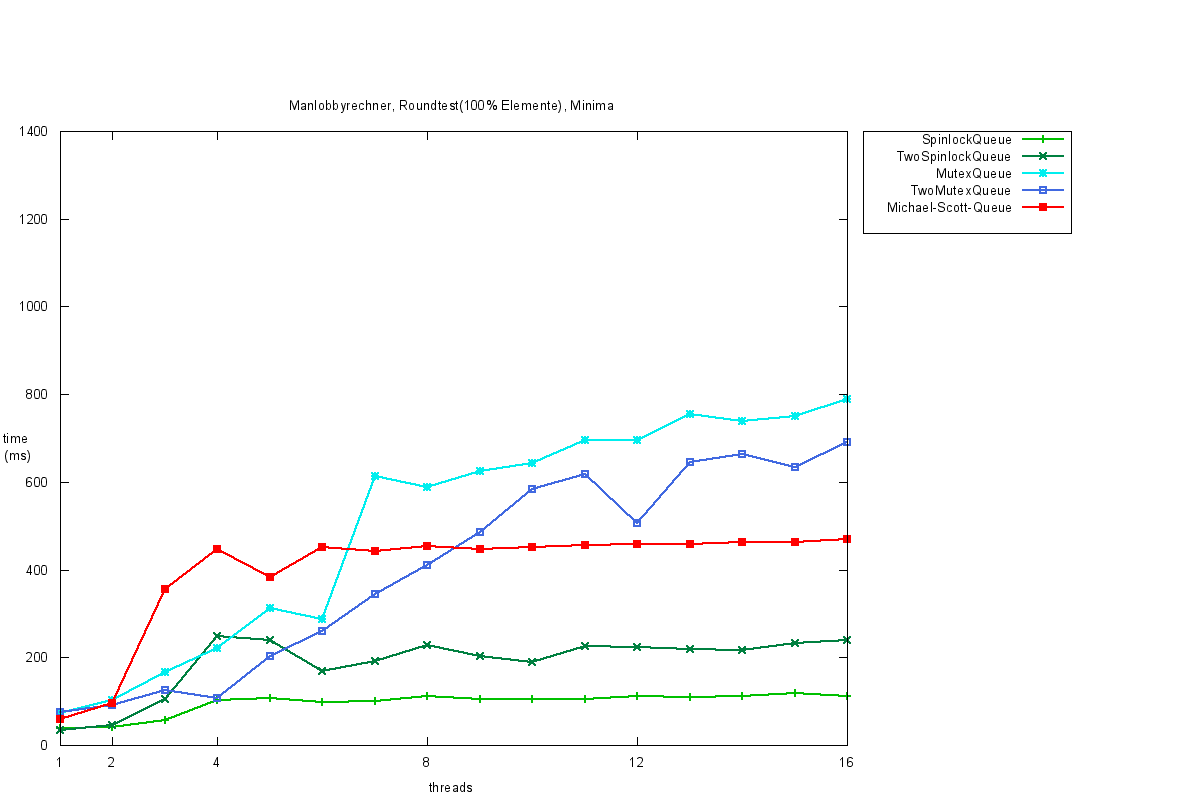 Manlobbyrechner, Roundtest(100% Elemente), Minima
1400
1200
1000
800
600
400
200
0
time
(ms)
1 2 4 8 12 16
threads
SpinlockQueue
TwoSpinlockQueue
MutexQueue
TwoMutexQueue
Michael-Scott-Queue